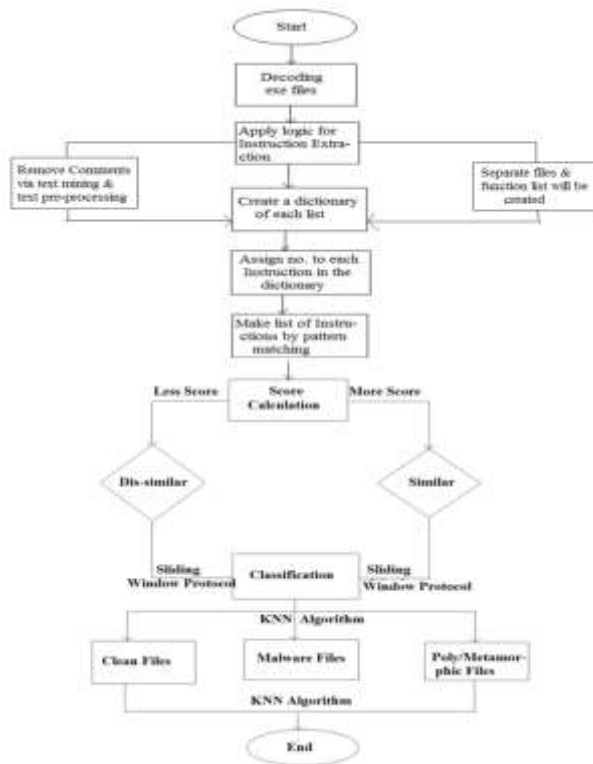 Start
Decoding
exe files
Apply logic for
Instruction Extra-
ction
Remove Comments
via text mining &
text pre-processing
Separate files &
function list will be
created
Create a dictionary
of each list
Assign no. to each
Instruction in the
dictionary
Make list of Instru-
ctions by pattern
matching
Less Score
Score
Calculation
More Score
Dis-similar
Similar
Sliding
Window Protocol
Classification
Sliding
Window Protocol
KNN Algorithm
Clean Files
Malware Files
Poly/Metamor-
phic Files
KNN Algorithm
End